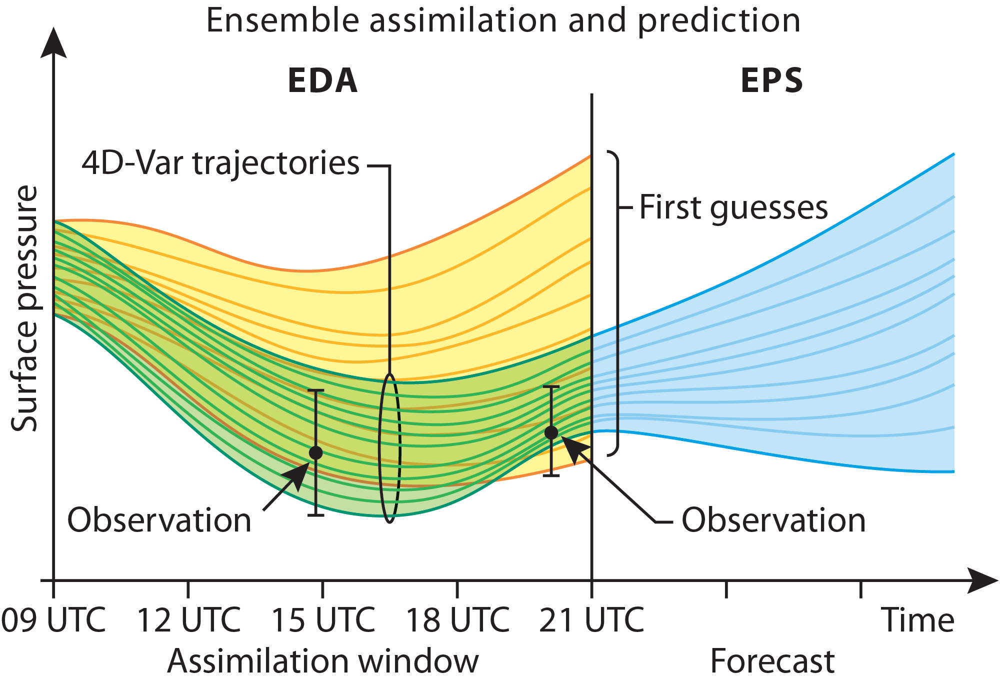 Ensemble assimilation and prediction
EDA
EPS
4D-Var trajectories
First guesses
Surface pressure
Observation
Observation
09 UTC
12 UTC
15 UTC
18 UTC
21 UTC
Time
Assimilation window
Forecast